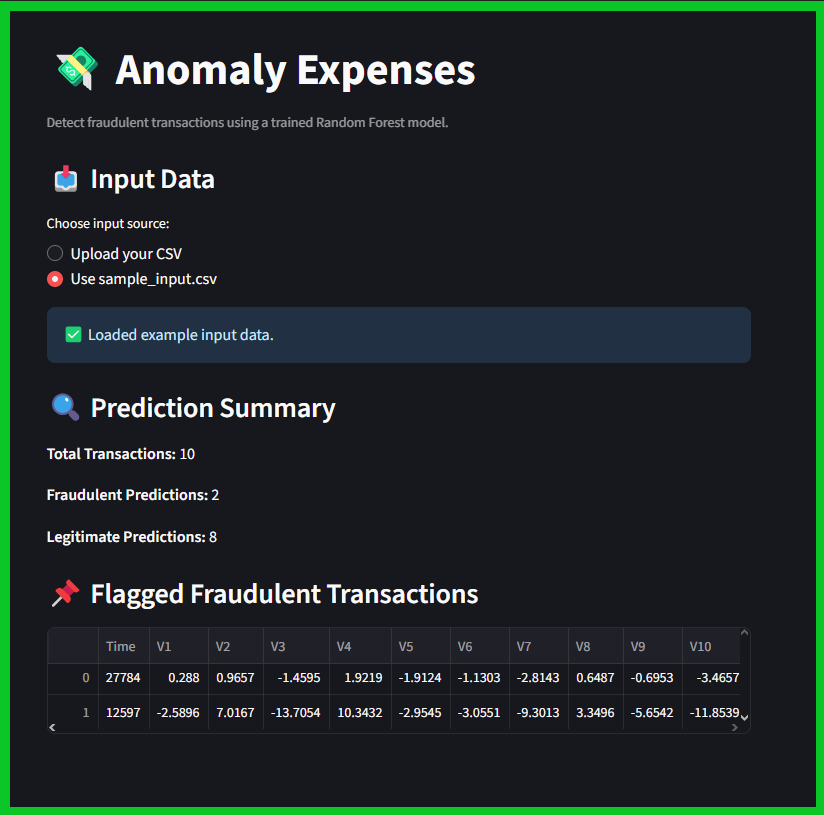 Anomaly Expenses
Detect fraudulent transactions using a trained Random Forest model.
Input Data
Choose input source:
Upload your CSV
Use sample_input.csv
Loaded example input data.
Prediction Summary
Total Transactions: 10
Fraudulent Predictions: 2
Legitimate Predictions: 8
Flagged Fraudulent Transactions
Time V1 V2 V3 V4 V5 V6 V7 V8 V9 V10
0 27784 0.288 0.9657 -1.4595 1.9219 -1.9124 -1.1303 -2.8143 0.6487 -0.6953 -3.4657
1 12597 -2.5896 7.0167 -13.7054 10.3432 -2.9545 -3.0551 -9.3013 3.3496 -5.6542 -11.8539